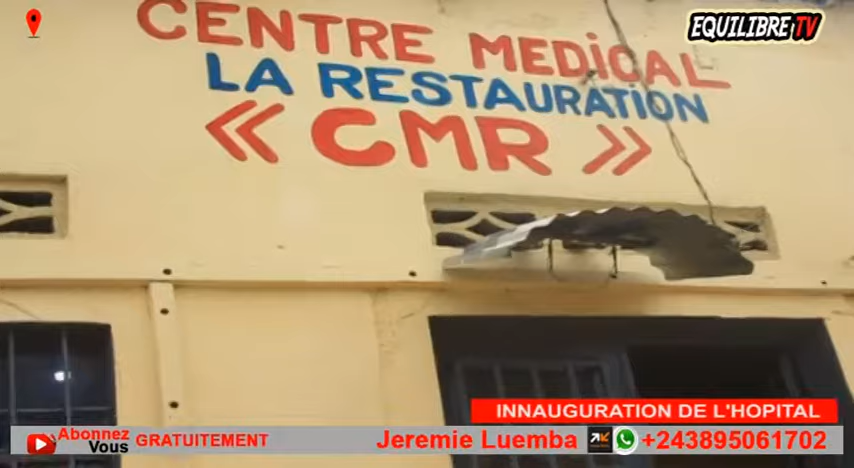 EQUILIBRE TV
CENTRE MEDICAL
LA RESTAURATION
« CMR »
INNAUGURATION DE L'HOPITAL
Abonnez
Vous GRATUITEMENT
Jeremie Luemba +243895061702